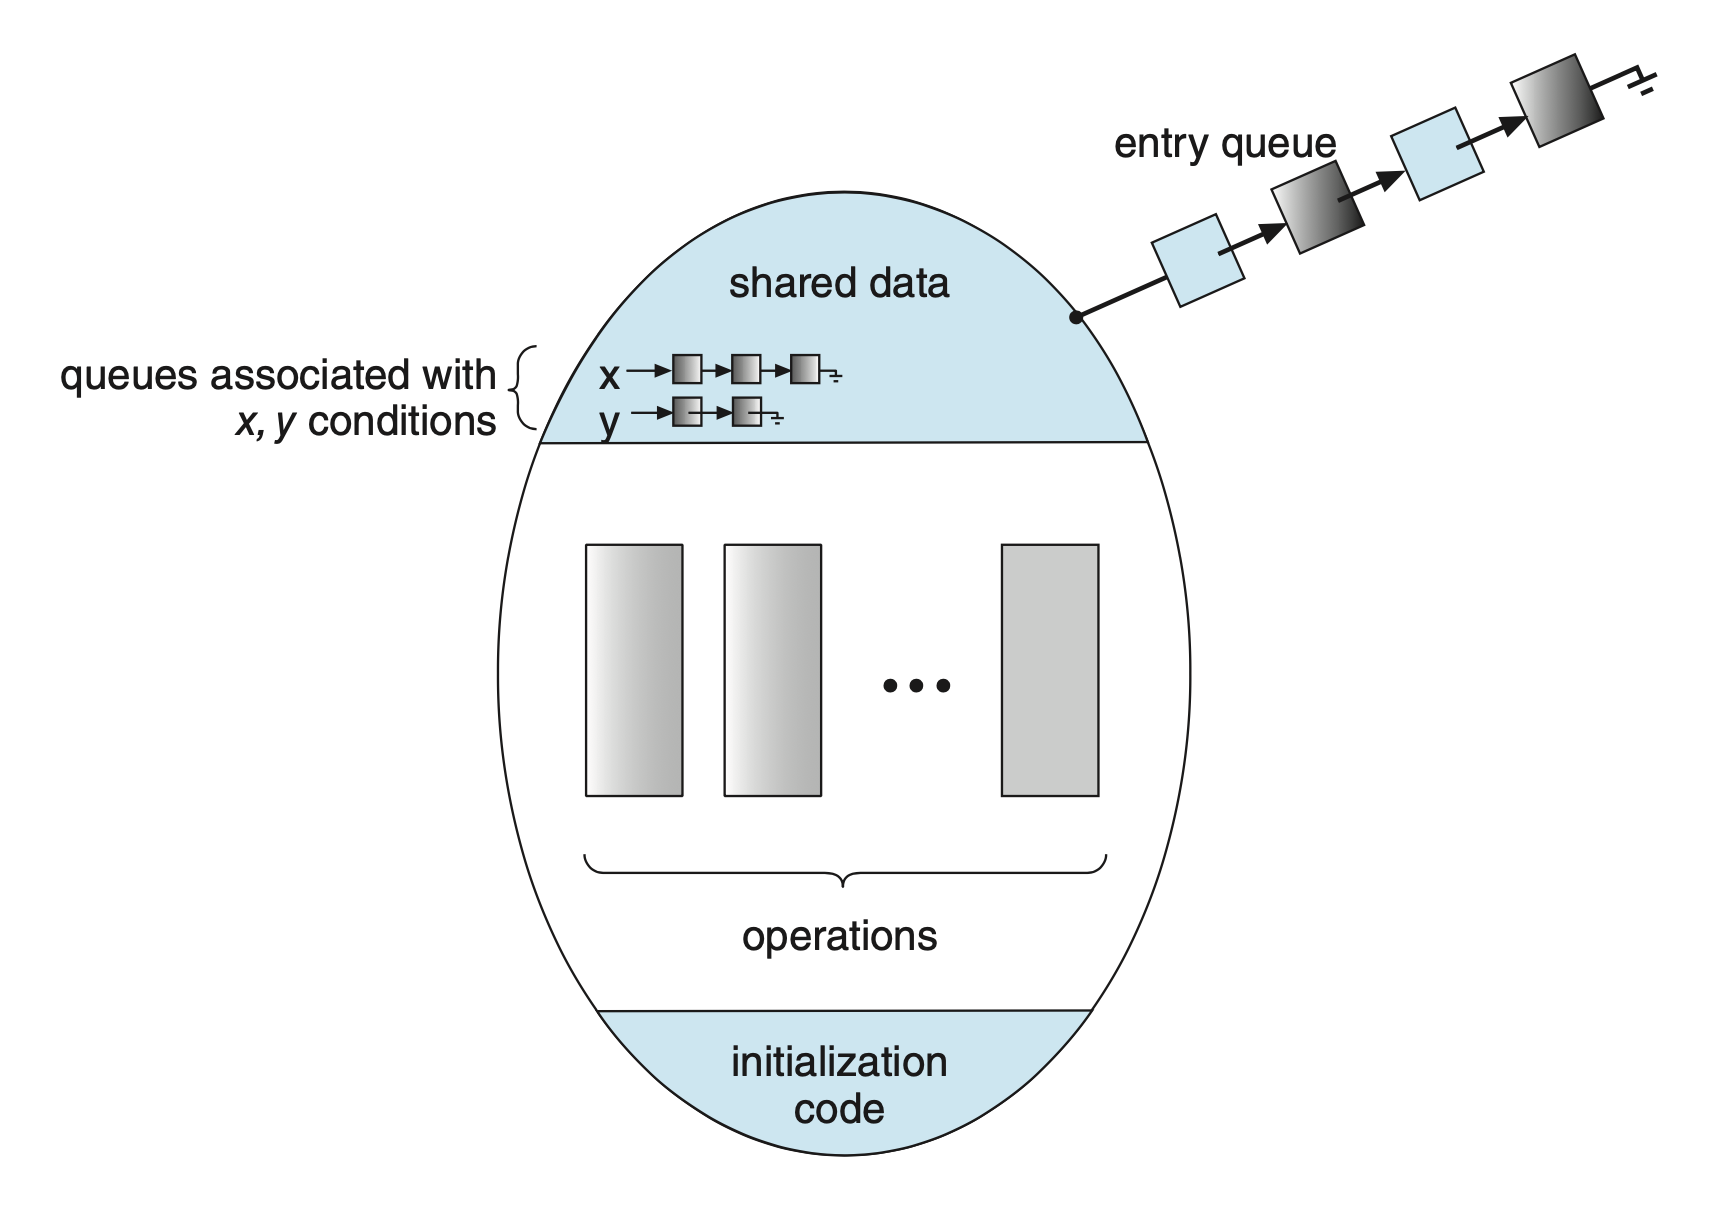 entry queue
shared data
queues associated with
x, y conditions
x
y
operations
initialization
code